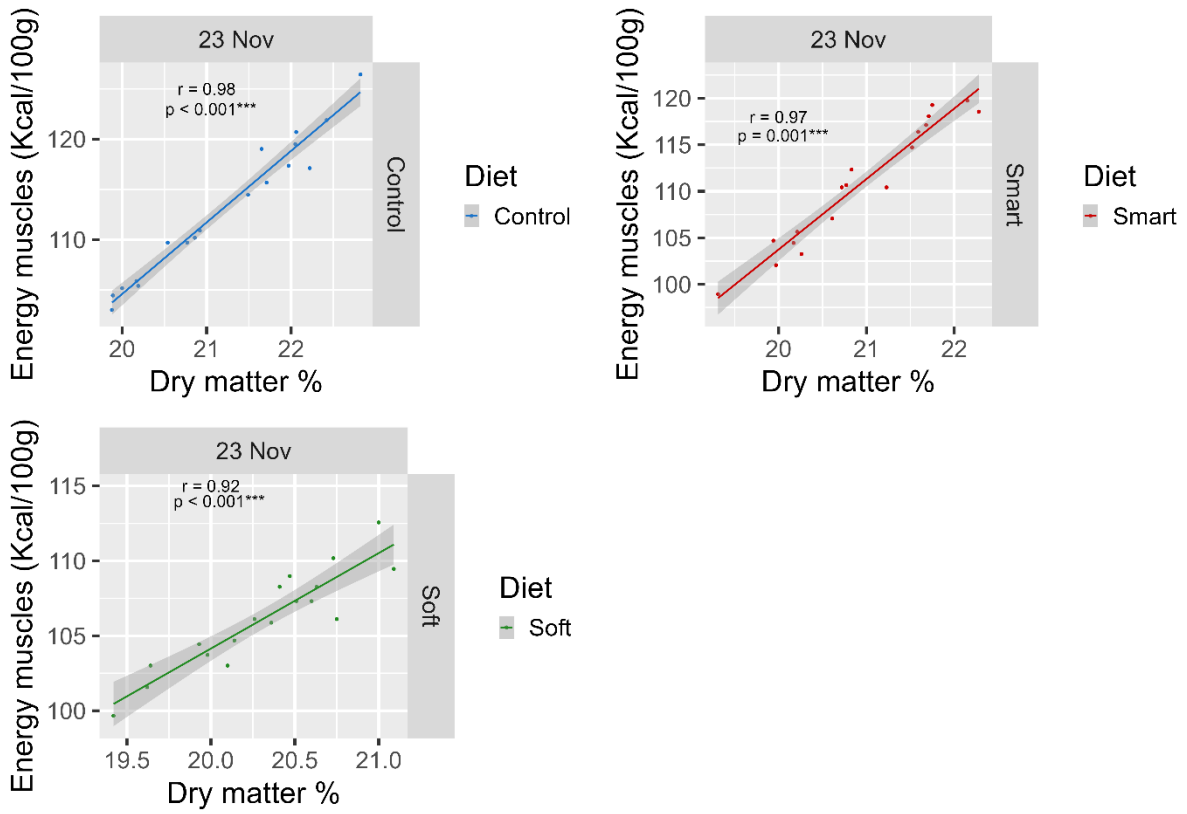 23 Nov
r = 0.98
p < 0.001***
120
110
20 21 22
Energy muscles (Kcal/100g)
Dry matter %
Control
Diet
Control
23 Nov
r = 0.97
p = 0.001***
120
115
110
105
100
20 21 22
Energy muscles (Kcal/100g)
Dry matter %
Smart
Diet
Smart
23 Nov
r = 0.92
p < 0.001***
115
110
105
100
19.5 20.0 20.5 21.0
Energy muscles (Kcal/100g)
Dry matter %
Soft
Diet
Soft